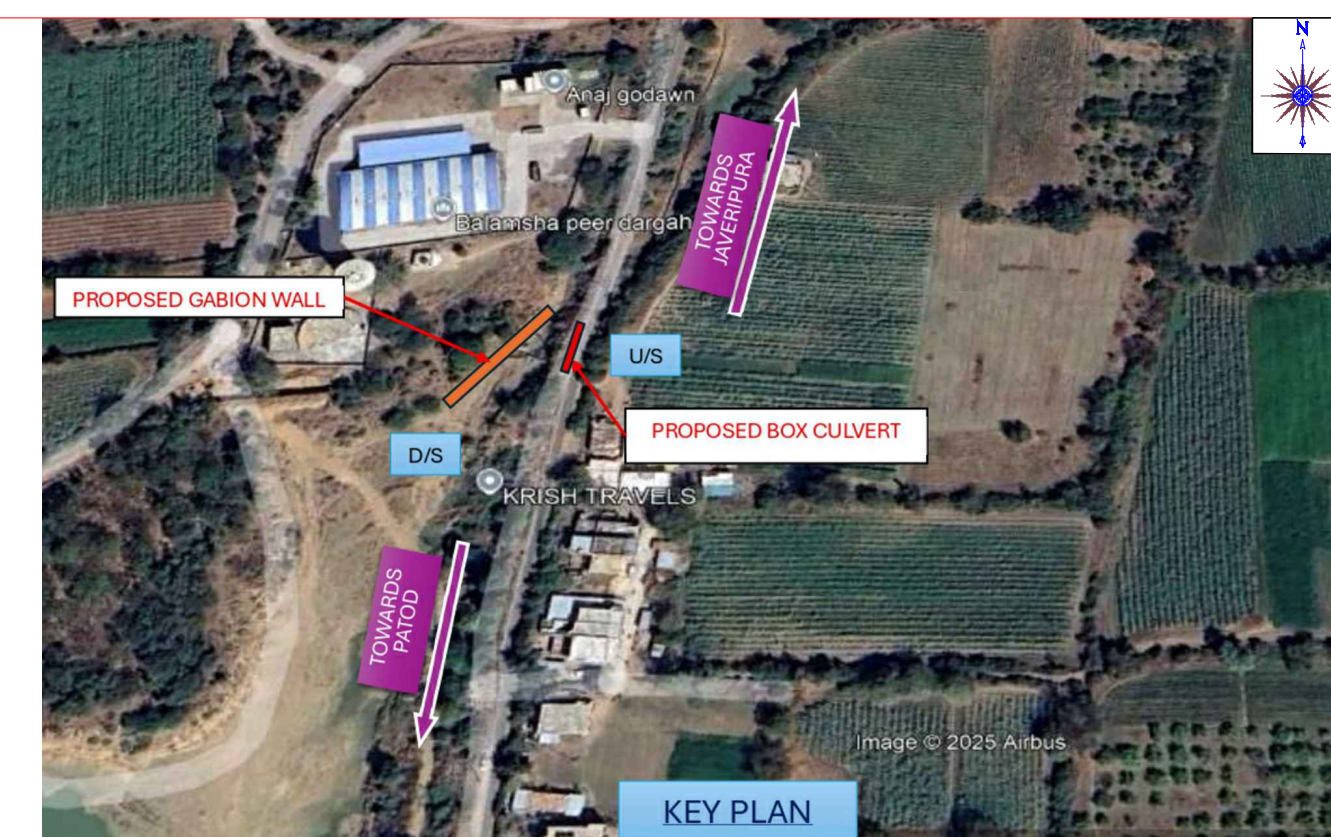 N
Anaj godawn
TOWARDS
JAVERIPURA
Balamsha peer dargah
PROPOSED GABION WALL
U/S
PROPOSED BOX CULVERT
D/S
KRISH TRAVELS
TOWARDS
PATOD
Image © 2025 Airbus
KEY PLAN